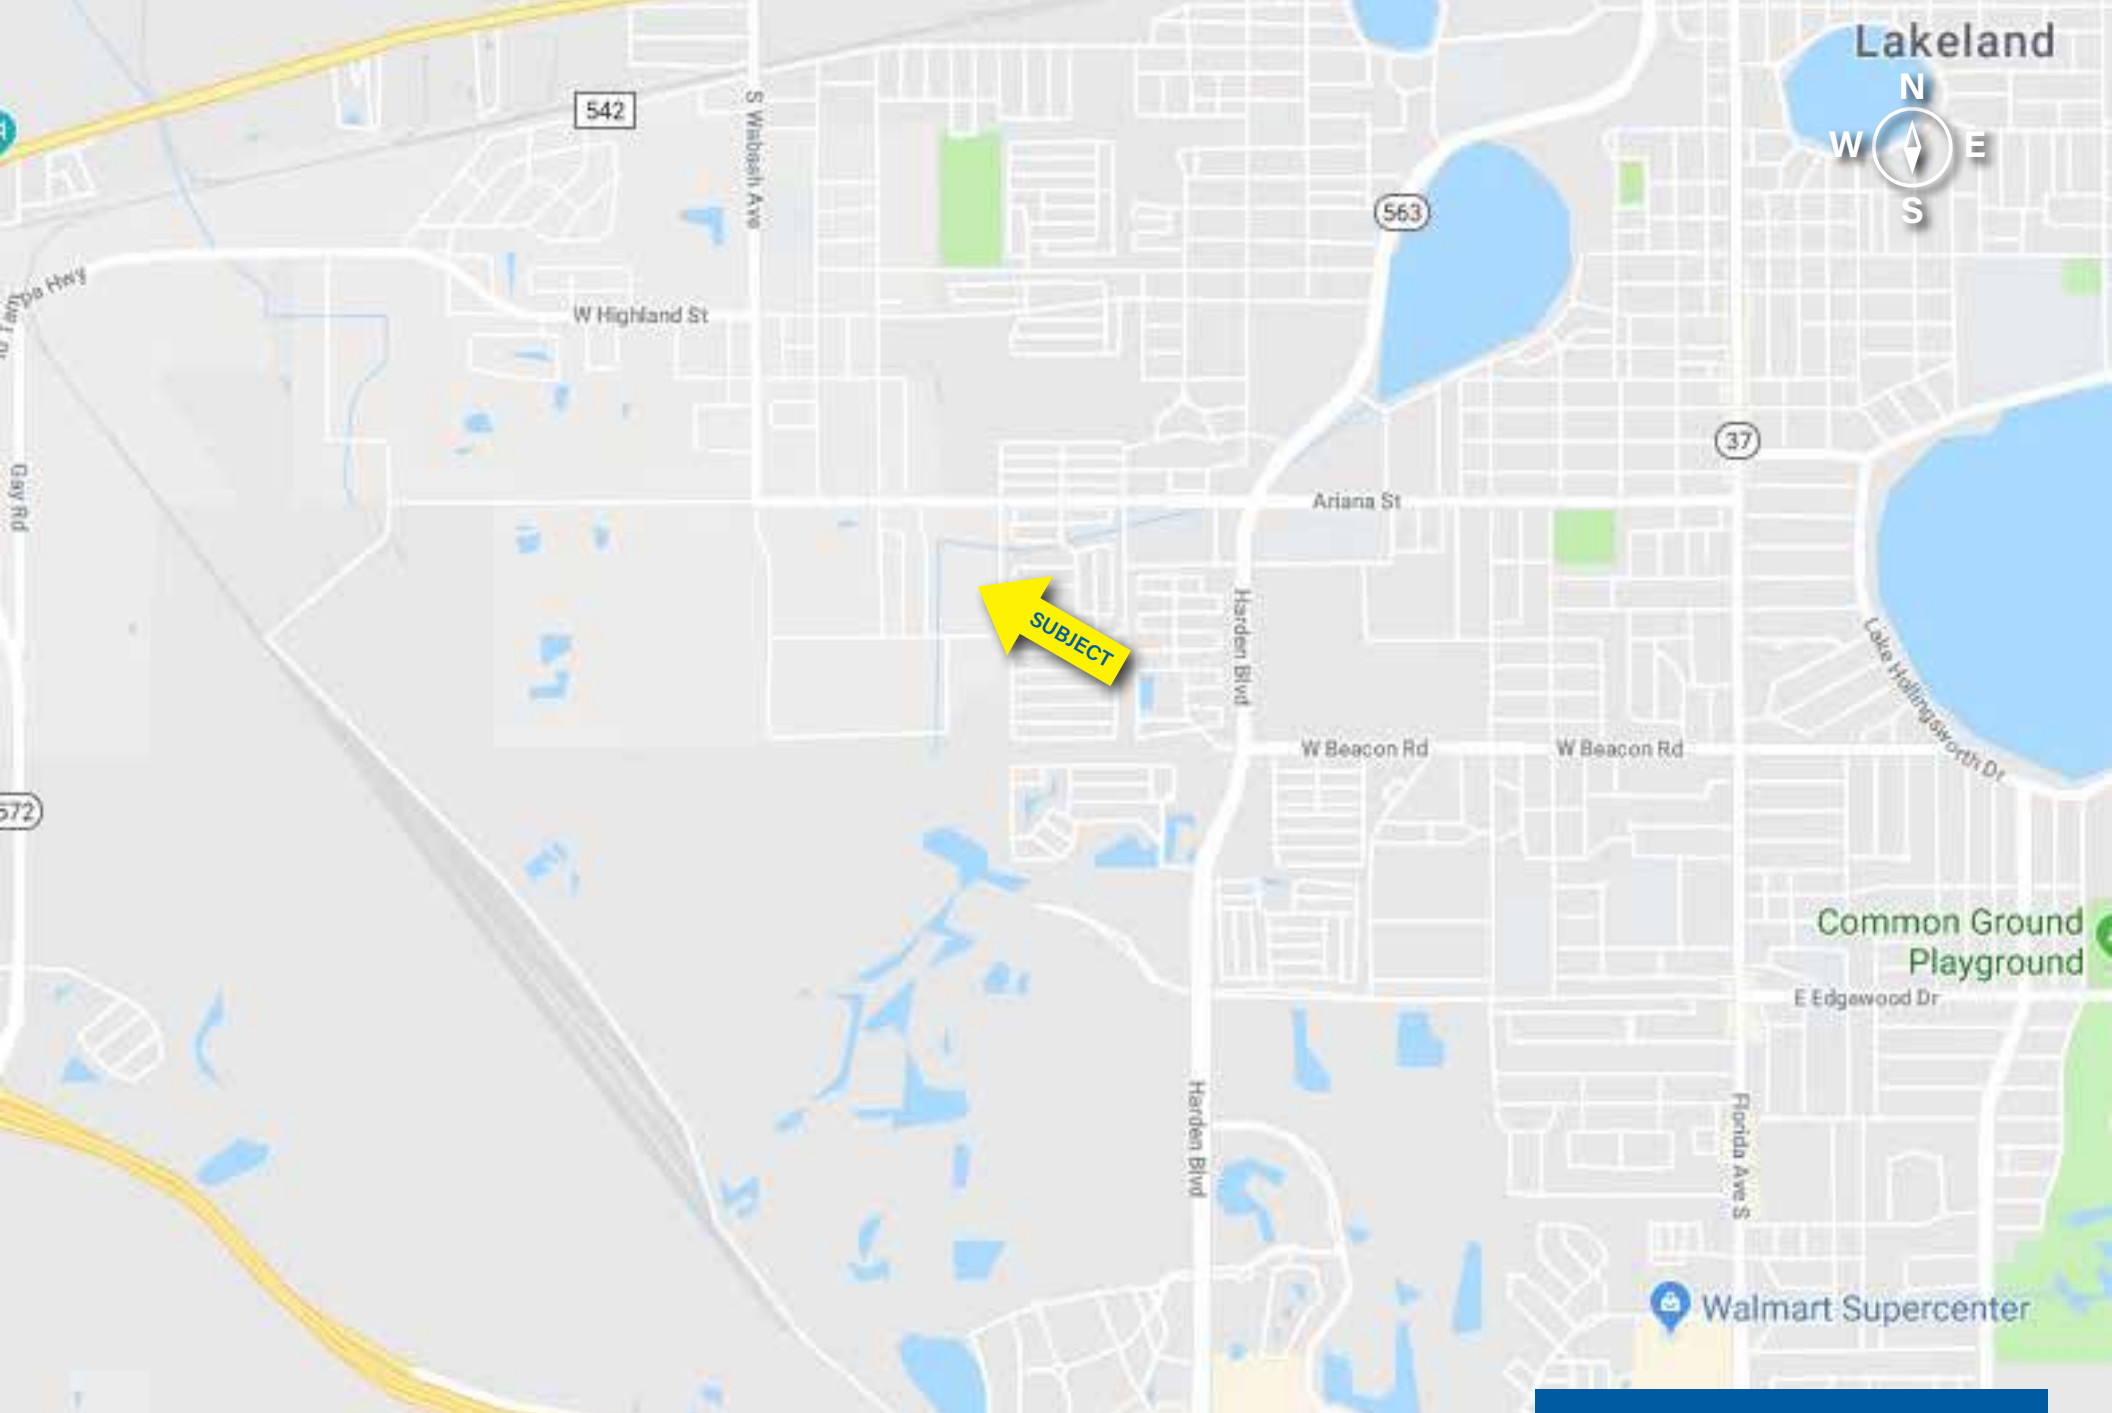 Lakeland
N
W E
S
542
S Wabash Ave
563
pa Hwy
W Highland St
37
Gay Rd
Ariana St
SUBJECT
Harden Blvd
Lake Hollingsworth Dr
W Beacon Rd
W Beacon Rd
572
Common Ground
Playground
E Edgewood Dr
Harden Blvd
Florida Ave S
Walmart Supercenter